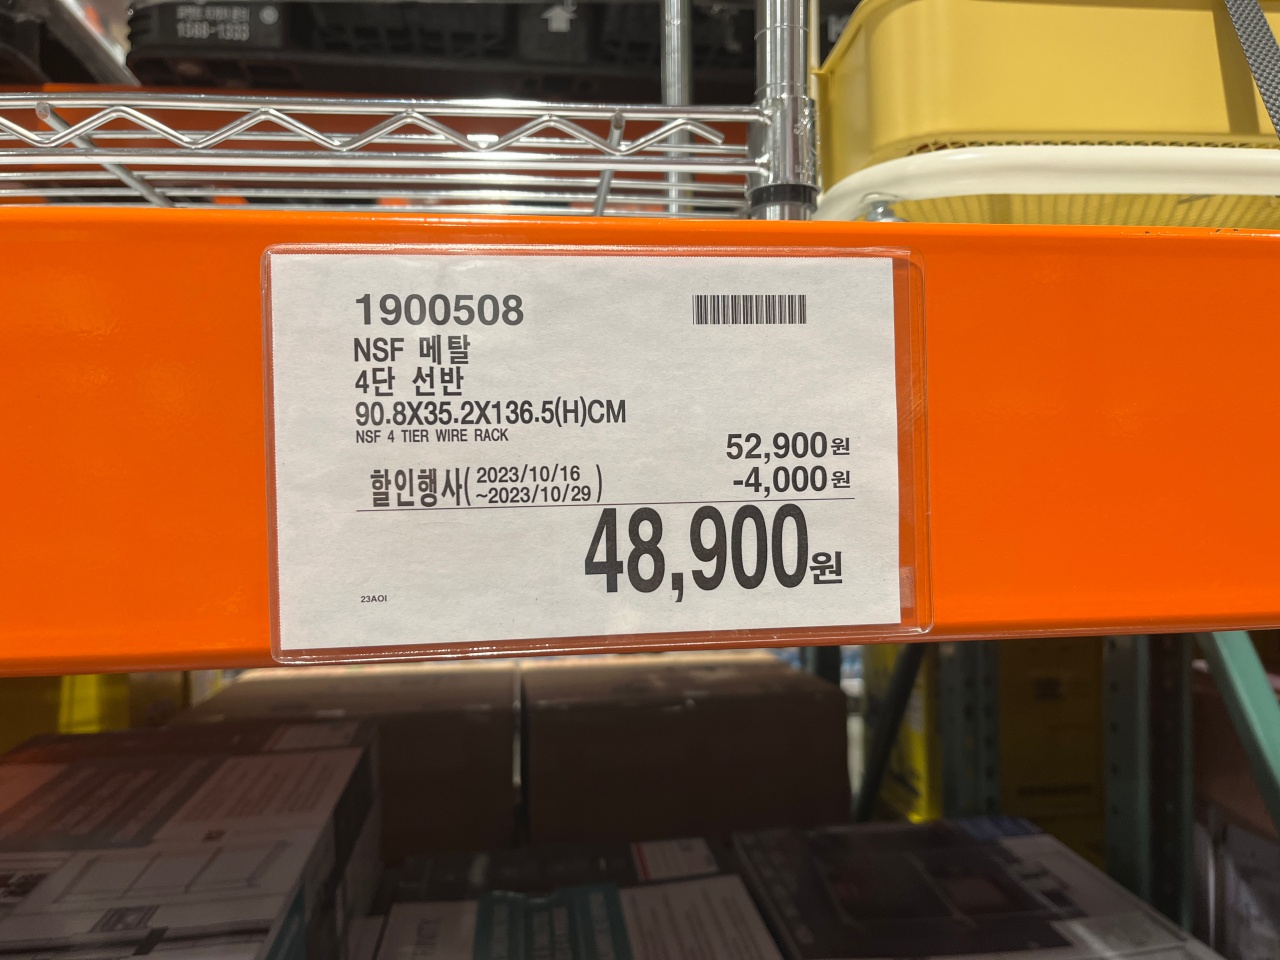 1588-1333
1900508
NSF 메탈
4단 선반
90.8X35.2X136.5(H)CM
NSF 4 TIER WIRE RACK
52,900원
할인행사( 2023/10/16 ~2023/10/29 )
-4,000원
48,900원
23AOI